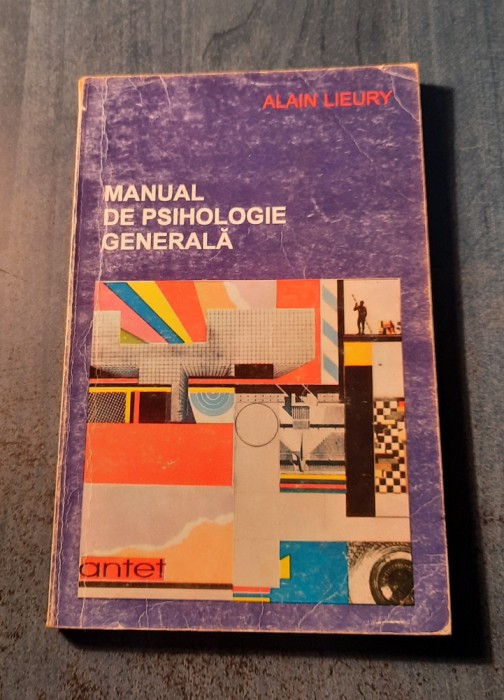 ALAIN LIEURY
MANUAL
DE PSIHOLOGIE
GENERALĂ
antet